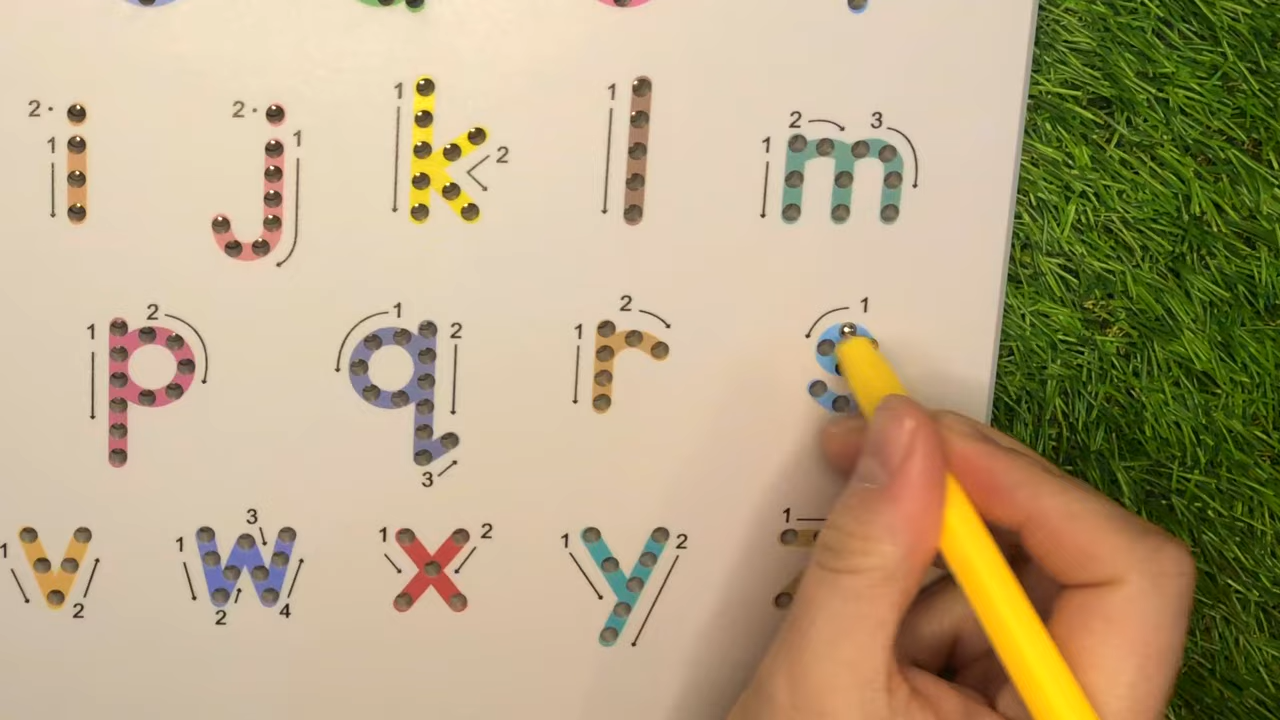 2 i 1
2 j 1
1 k 2
1 l
1 m 2 3
1 p 2
1 q 2 3
1 r 2
1 s
1 v 2
1 w 2 3 4
1 x 2
1 y 2
1